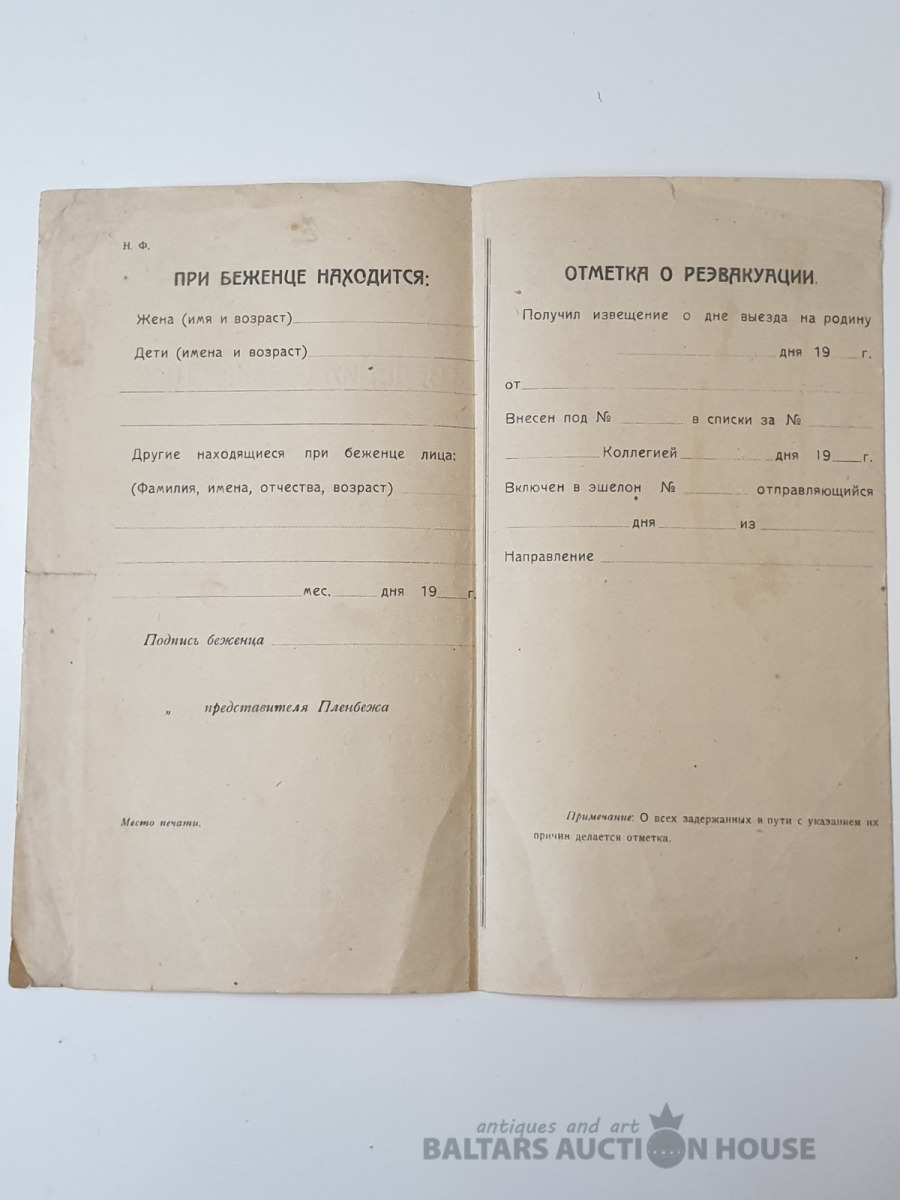 Н. Ф.
ПРИ БЕЖЕНЦЕ НАХОДИТСЯ:
Жена (имя и возраст)
Дети (имена и возраст)
Другие находящиеся при беженце лица:
(Фамилия, имена, отчества, возраст)
мес. дня 19 г.
Подпись беженца
„ представителя Пленбежа
Место печати.
ОТМЕТКА О РЕЭВАКУАЦИИ.
Получил извещение о дне выезда на родину
дня 19 г.
от
Внесен под № в списки за №
Коллегией дня 19 г.
Включен в эшелон № отправляющийся
дня из
Направление
Примечание: О всех задержанных в пути с указанием их
причин делается отметка.
antiques and art
BALTARS AUCTION HOUSE